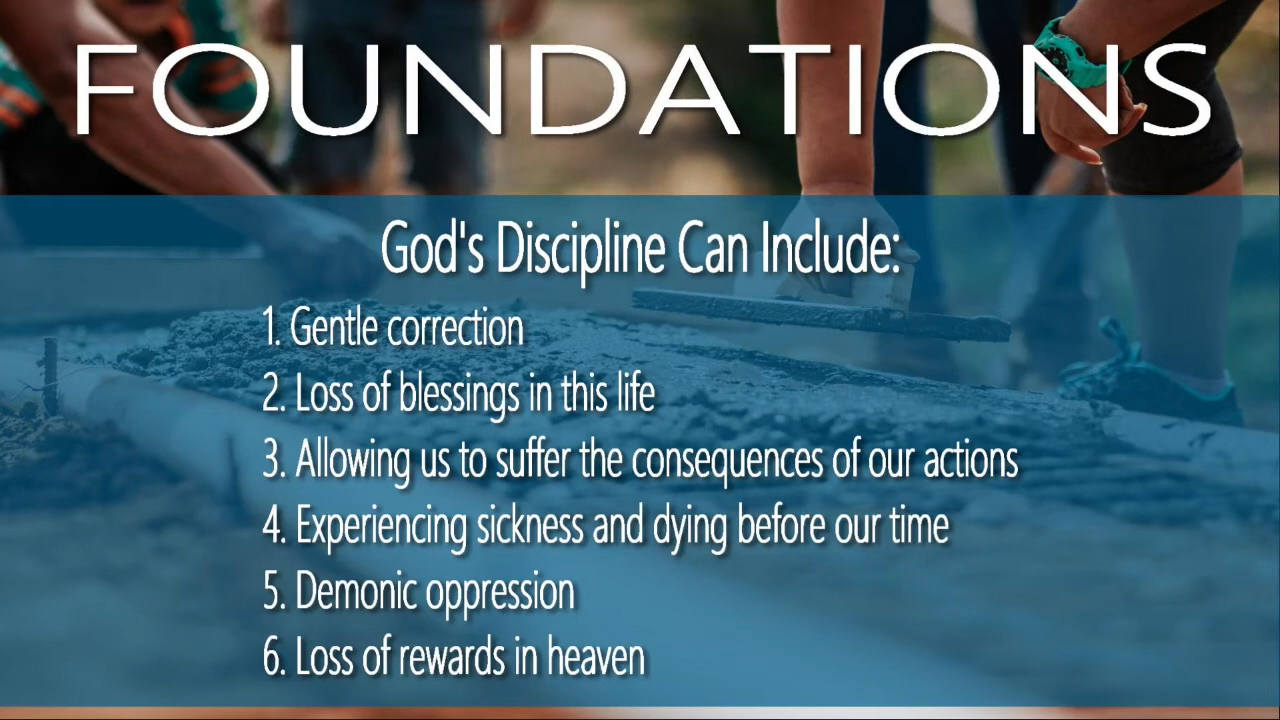 FOUNDATIONS
God's Discipline Can Include:
1. Gentle correction
2. Loss of blessings in this life
3. Allowing us to suffer the consequences of our actions
4. Experiencing sickness and dying before our time
5. Demonic oppression
6. Loss of rewards in heaven